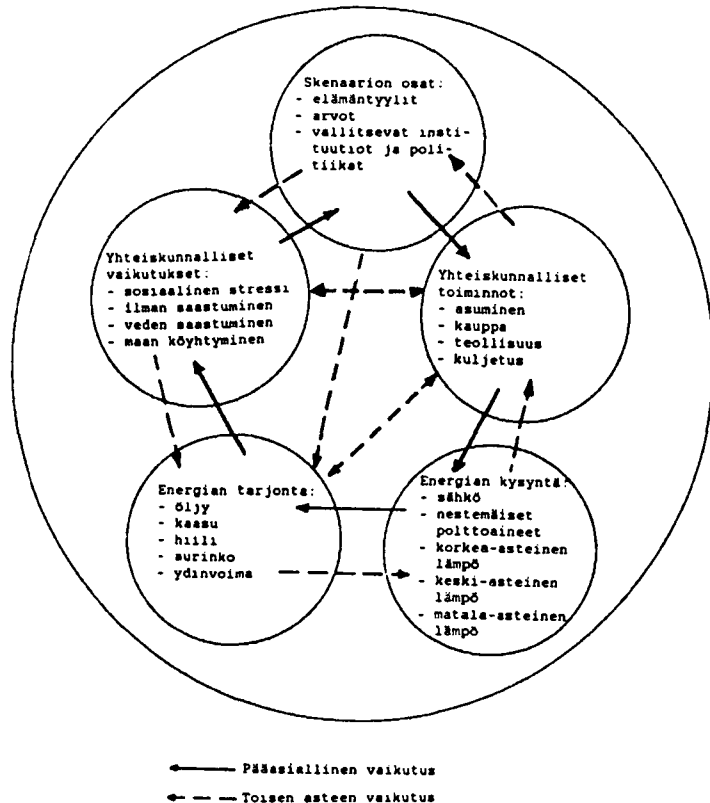 Skenaarion osat:
- elämäntyylit
- arvot
- vallitsevat insti-
tuutiot ja poli-
tiikat
Yhteiskunnalliset
vaikutukset:
- sosiaalinen stressi
- ilman saastuminen
- veden saastuminen
- maan köyhtyminen
Yhteiskunnalliset
toiminnot:
- asuminen
- kauppa
- teollisuus
- kuljetus
Energian tarjonta:
- öljy
- kaasu
- hiili
- aurinko
- ydinvoima
Energian kysyntä:
- sähkö
- nestemäiset
polttoaineet
- korkea-asteinen
lämpö
- keski-asteinen
lämpö
- matala-asteinen
lämpö
Pääasiallinen vaikutus
Toisen asteen vaikutus